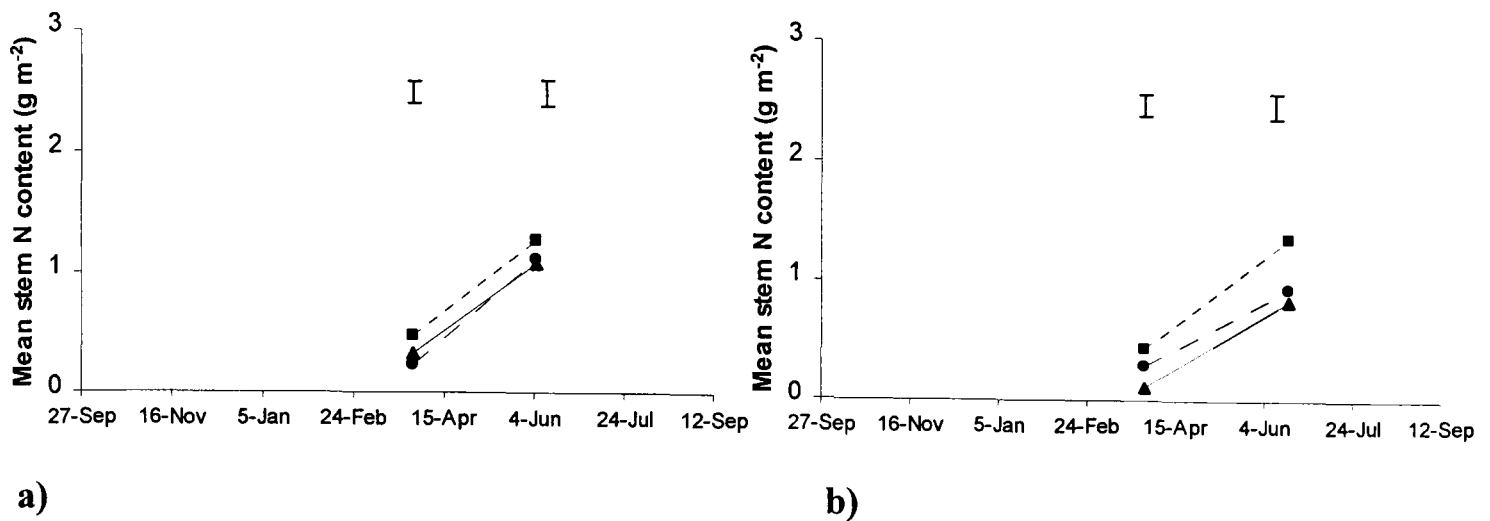 Mean stem N content (g m⁻²)
3
2
1
0
27-Sep 16-Nov 5-Jan 24-Feb 15-Apr 4-Jun 24-Jul 12-Sep
a)
Mean stem N content (g m⁻²)
3
2
1
0
27-Sep 16-Nov 5-Jan 24-Feb 15-Apr 4-Jun 24-Jul 12-Sep
b)